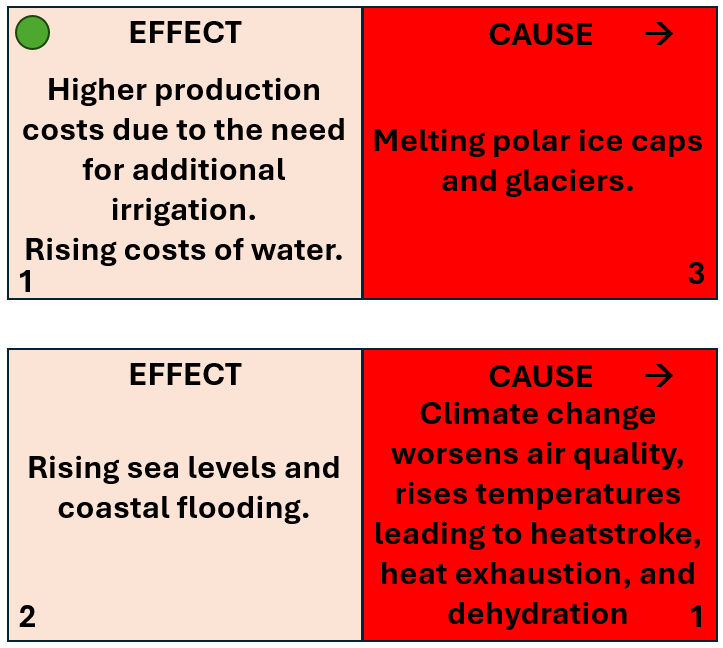 EFFECT
Higher production
costs due to the need
for additional
irrigation.
Rising costs of water.
1
CAUSE →
Melting polar ice caps
and glaciers.
3
EFFECT
Rising sea levels and
coastal flooding.
2
CAUSE →
Climate change
worsens air quality,
rises temperatures
leading to heatstroke,
heat exhaustion, and
dehydration
1